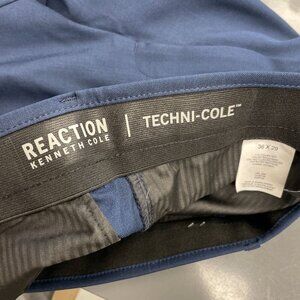 REACTION
KENNETH COLE
TECHNI-COLE™
36 X 29